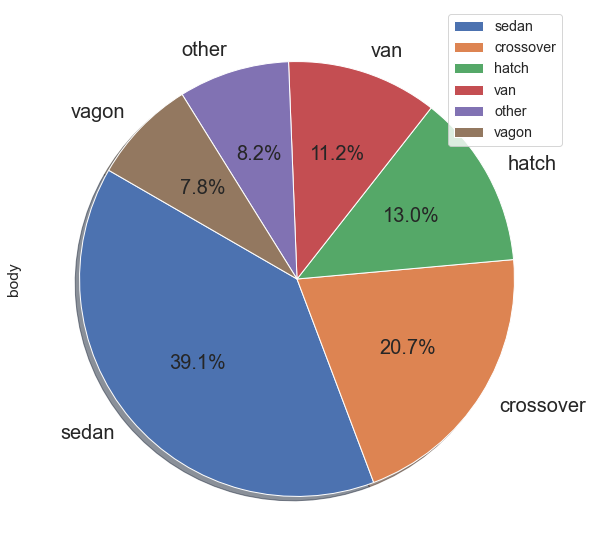 sedan
crossover
hatch
van
other
vagon
other
van
vagon
hatch
8.2%
11.2%
7.8%
13.0%
body
20.7%
39.1%
crossover
sedan